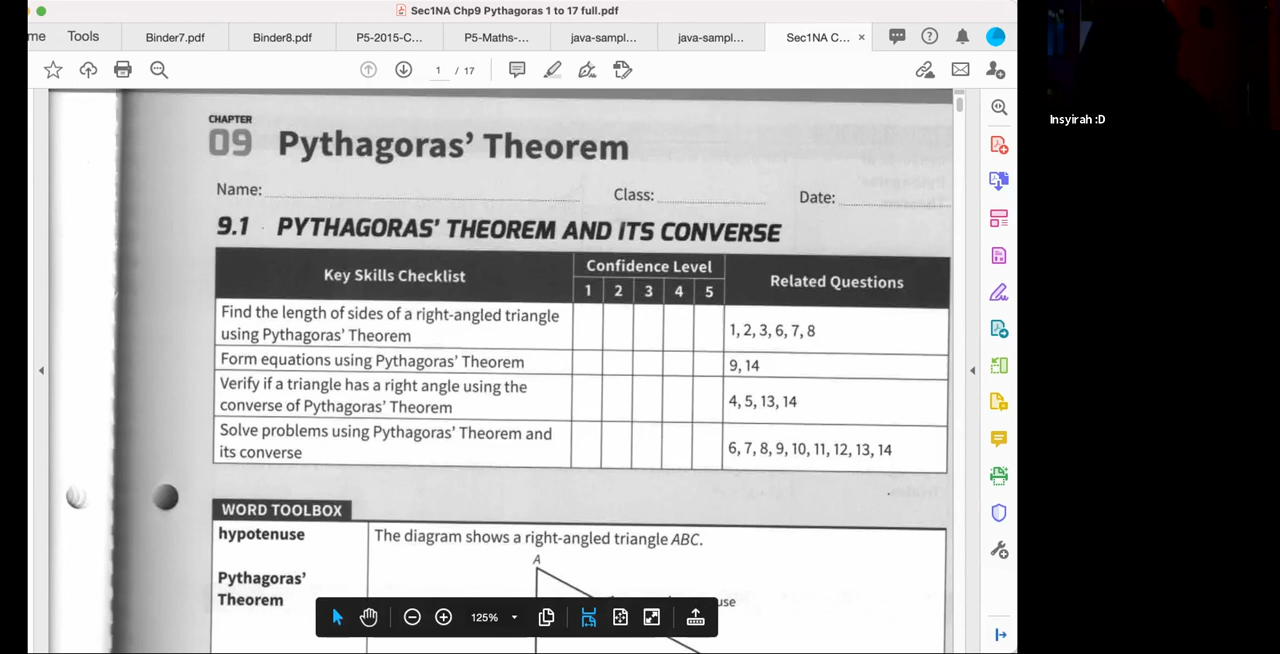 Sec1NA Chp9 Pythagoras 1 to 17 full.pdf
me Tools Binder7.pdf Binder8.pdf P5-2015-C... P5-Maths-... java-sampl... java-sampl... Sec1NA C... ×
1 / 17
Insyirah :D
CHAPTER
09 Pythagoras' Theorem
Name: Class: Date:
9.1 PYTHAGORAS' THEOREM AND ITS CONVERSE
Key Skills Checklist Confidence Level Related Questions
1 2 3 4 5
Find the length of sides of a right-angled triangle
using Pythagoras' Theorem 1, 2, 3, 6, 7, 8
Form equations using Pythagoras' Theorem 9, 14
Verify if a triangle has a right angle using the
converse of Pythagoras' Theorem 4, 5, 13, 14
Solve problems using Pythagoras' Theorem and
its converse 6, 7, 8, 9, 10, 11, 12, 13, 14
WORD TOOLBOX
hypotenuse The diagram shows a right-angled triangle ABC.
A
Pythagoras'
Theorem
use
125%